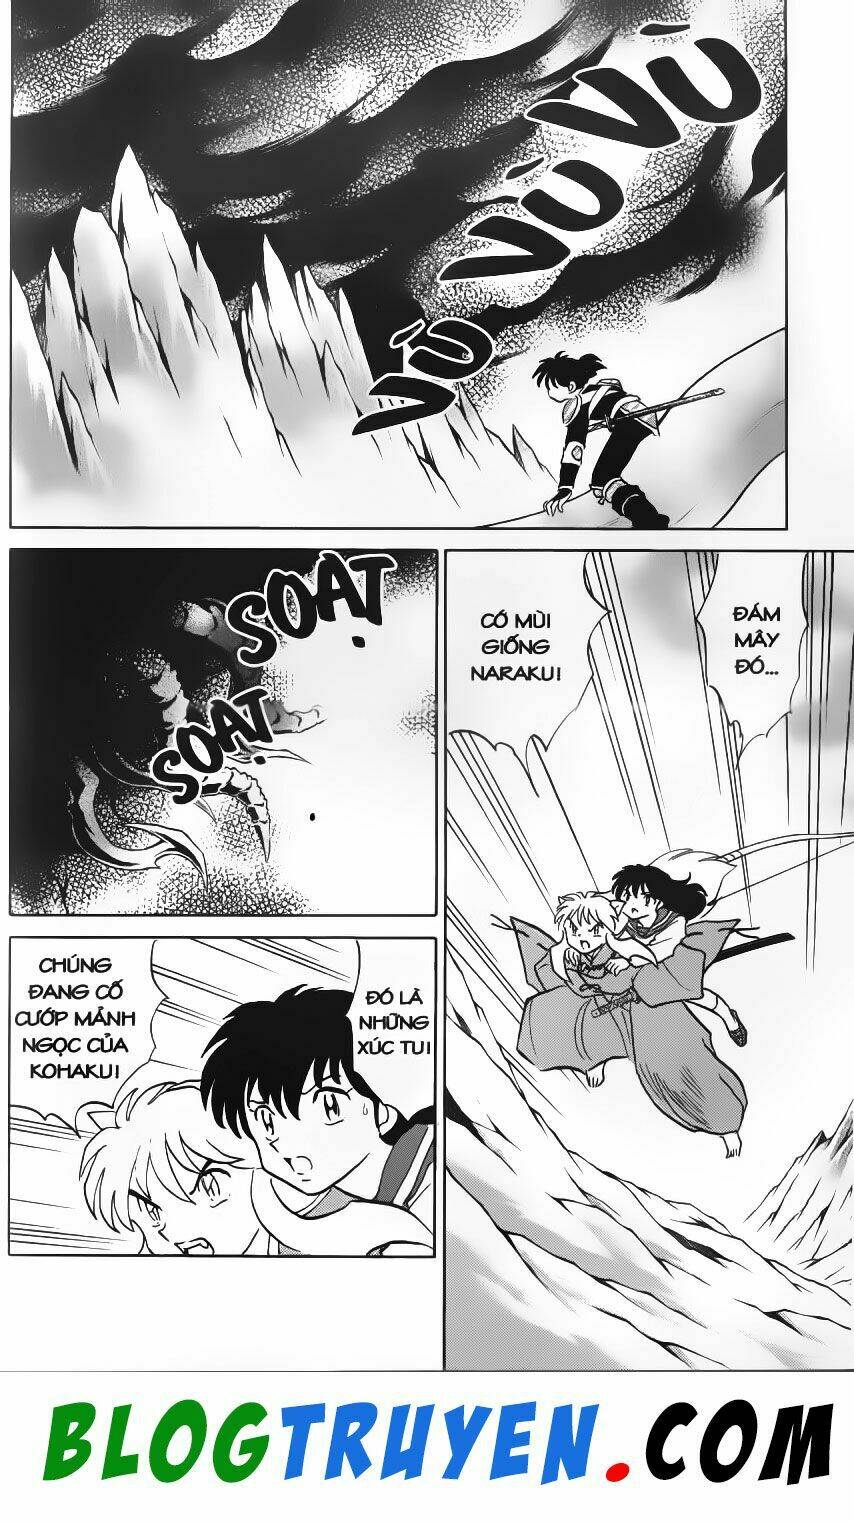 VÙ VÙ VÙ
SOẠT
SOẠT
ĐÁM
MÂY
ĐÓ...
CÓ MÙI
GIỐNG
NARAKU!
ĐÓ LÀ
NHỮNG
XÚC TU!
CHÚNG
ĐANG CỐ
CƯỚP MẢNH
NGỌC CỦA
KOHAKU!
BLOGTRUYEN.COM